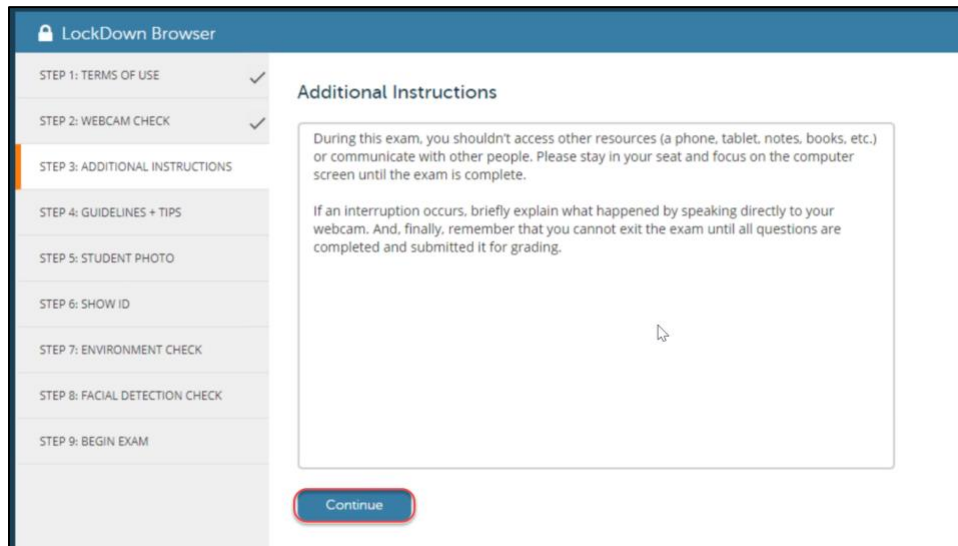 LockDown Browser
STEP 1: TERMS OF USE
STEP 2: WEBCAM CHECK
STEP 3: ADDITIONAL INSTRUCTIONS
STEP 4: GUIDELINES + TIPS
STEP 5: STUDENT PHOTO
STEP 6: SHOW ID
STEP 7: ENVIRONMENT CHECK
STEP 8: FACIAL DETECTION CHECK
STEP 9: BEGIN EXAM
Additional Instructions
During this exam, you shouldn't access other resources (a phone, tablet, notes, books, etc.)
or communicate with other people. Please stay in your seat and focus on the computer
screen until the exam is complete.
If an interruption occurs, briefly explain what happened by speaking directly to your
webcam. And, finally, remember that you cannot exit the exam until all questions are
completed and submitted it for grading.
Continue